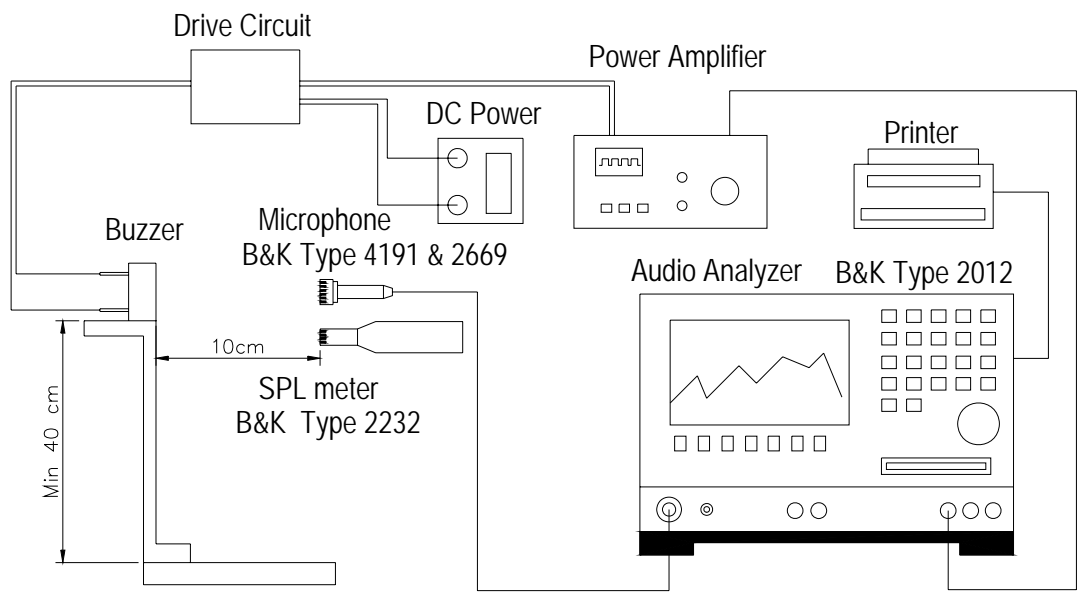 Drive Circuit
Power Amplifier
DC Power
Printer
Buzzer
Microphone
B&K Type 4191 & 2669
Audio Analyzer
B&K Type 2012
10cm
SPL meter
B&K Type 2232
Min 40 cm